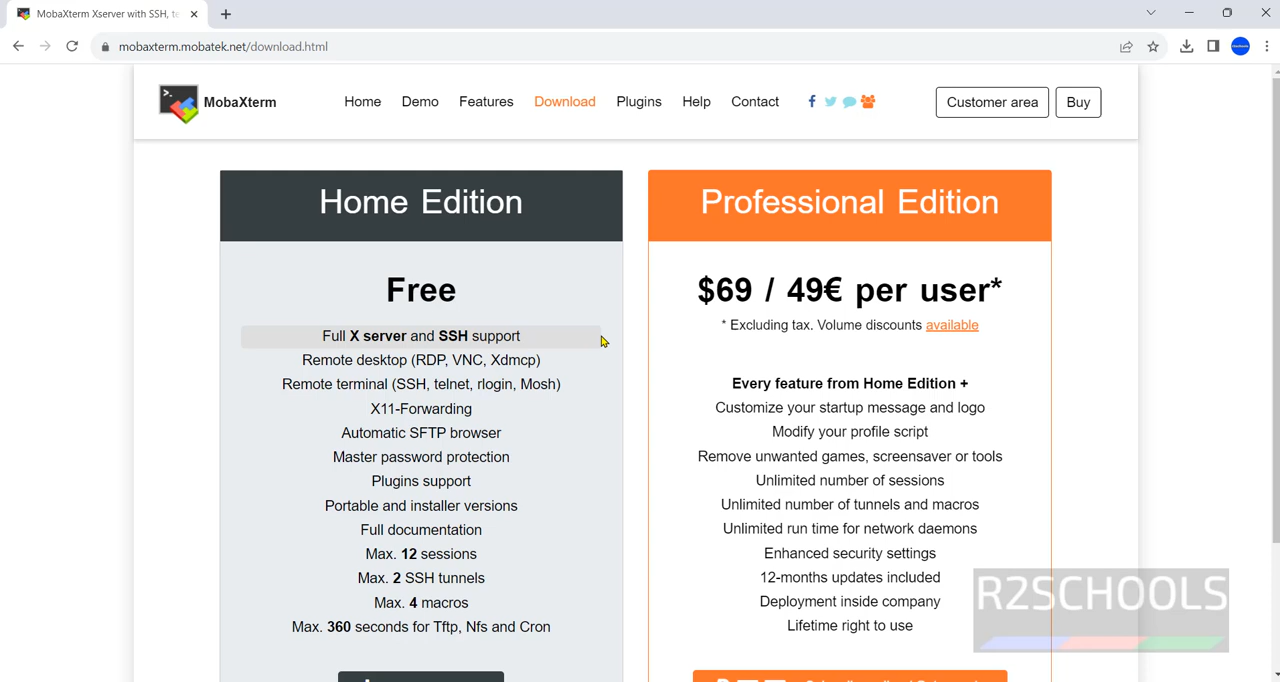 MobaXterm Xserver with SSH, te
mobaxterm.mobatek.net/download.html
MobaXterm
Home
Demo
Features
Download
Plugins
Help
Contact
Customer area
Buy
Home Edition
Free
Full X server and SSH support
Remote desktop (RDP, VNC, Xdmcp)
Remote terminal (SSH, telnet, rlogin, Mosh)
X11-Forwarding
Automatic SFTP browser
Master password protection
Plugins support
Portable and installer versions
Full documentation
Max. 12 sessions
Max. 2 SSH tunnels
Max. 4 macros
Max. 360 seconds for Tftp, Nfs and Cron
Professional Edition
$69 / 49€ per user*
* Excluding tax. Volume discounts available
Every feature from Home Edition +
Customize your startup message and logo
Modify your profile script
Remove unwanted games, screensaver or tools
Unlimited number of sessions
Unlimited number of tunnels and macros
Unlimited run time for network daemons
Enhanced security settings
12-months updates included
Deployment inside company
Lifetime right to use
R2SCHOOLS